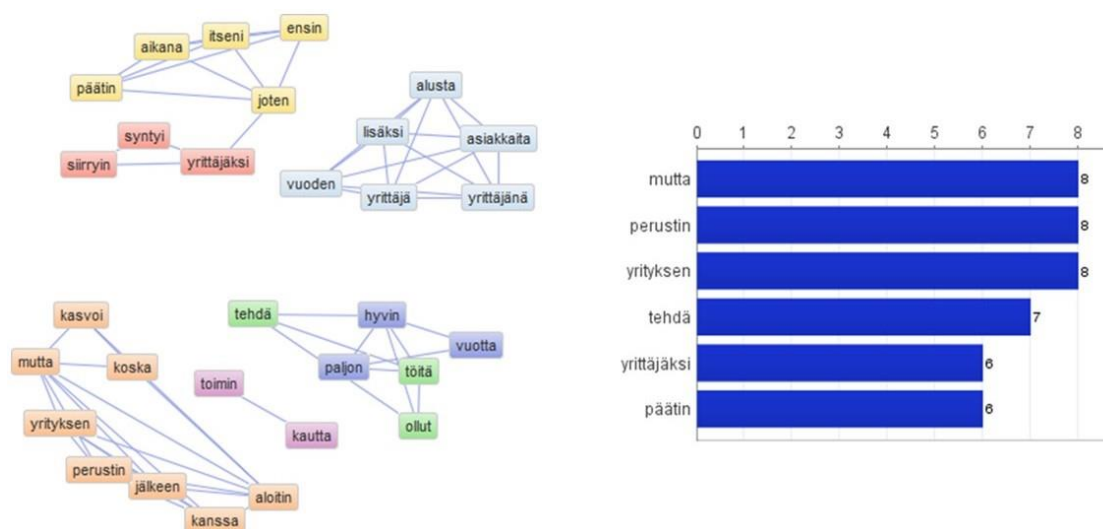 ensin
itseni
aikana
päätin
joten
syntyi
siirryin
yrittäjäksi
alusta
lisäksi
asiakkaita
vuoden
yrittäjä
yrittäjänä
kasvoi
mutta
koska
yrityksen
perustin
jälkeen
aloitin
kanssa
tehdä
hyvin
vuotta
paljon
töitä
toimin
ollut
kautta
0 1 2 3 4 5 6 7 8
mutta 8
perustin 8
yrityksen 8
tehdä 7
yrittäjäksi 6
päätin 6